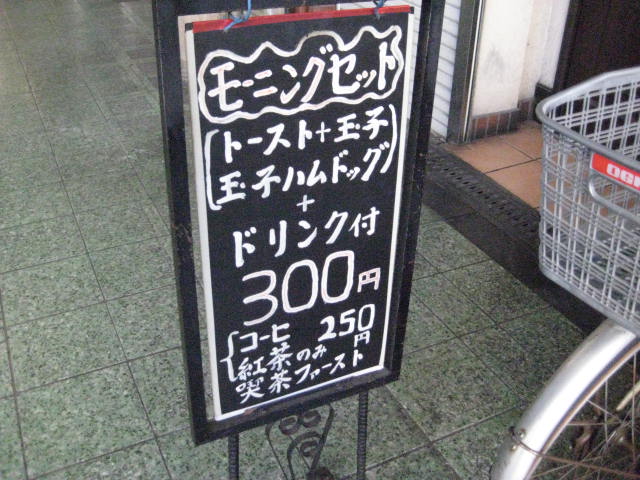 モーニングセット
トースト+玉子
玉子ハムドッグ
+
ドリンク付
300円
コーヒ 250円
紅茶のみ
喫茶ファースト